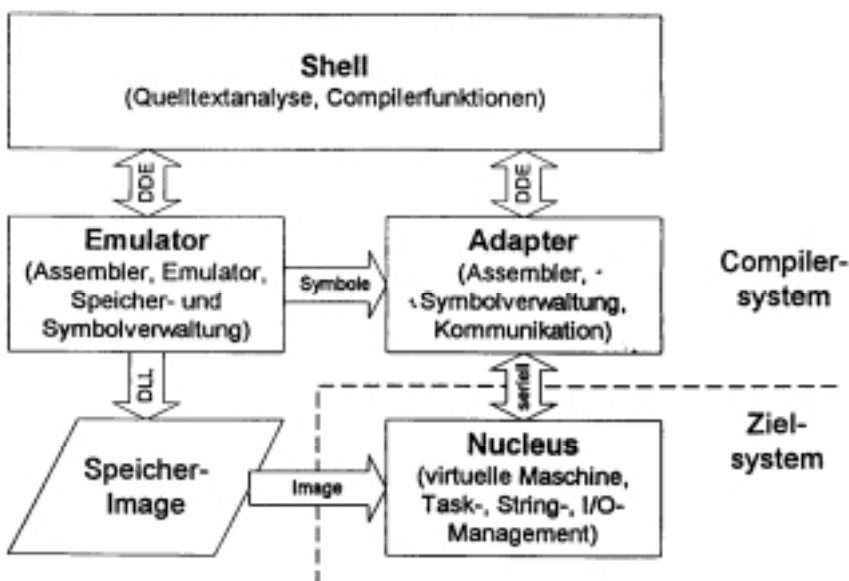 Shell
(Quelltextanalyse, Compilerfunktionen)
DDE
DDE
Emulator
(Assembler, Emulator,
Speicher- und
Symbolverwaltung)
Symbole
Adapter
(Assembler,
Symbolverwaltung,
Kommunikation)
Compiler-
system
DLL
seriell
Speicher-
Image
Image
Nucleus
(virtuelle Maschine,
Task-, String-, I/O-
Management)
Ziel-
system